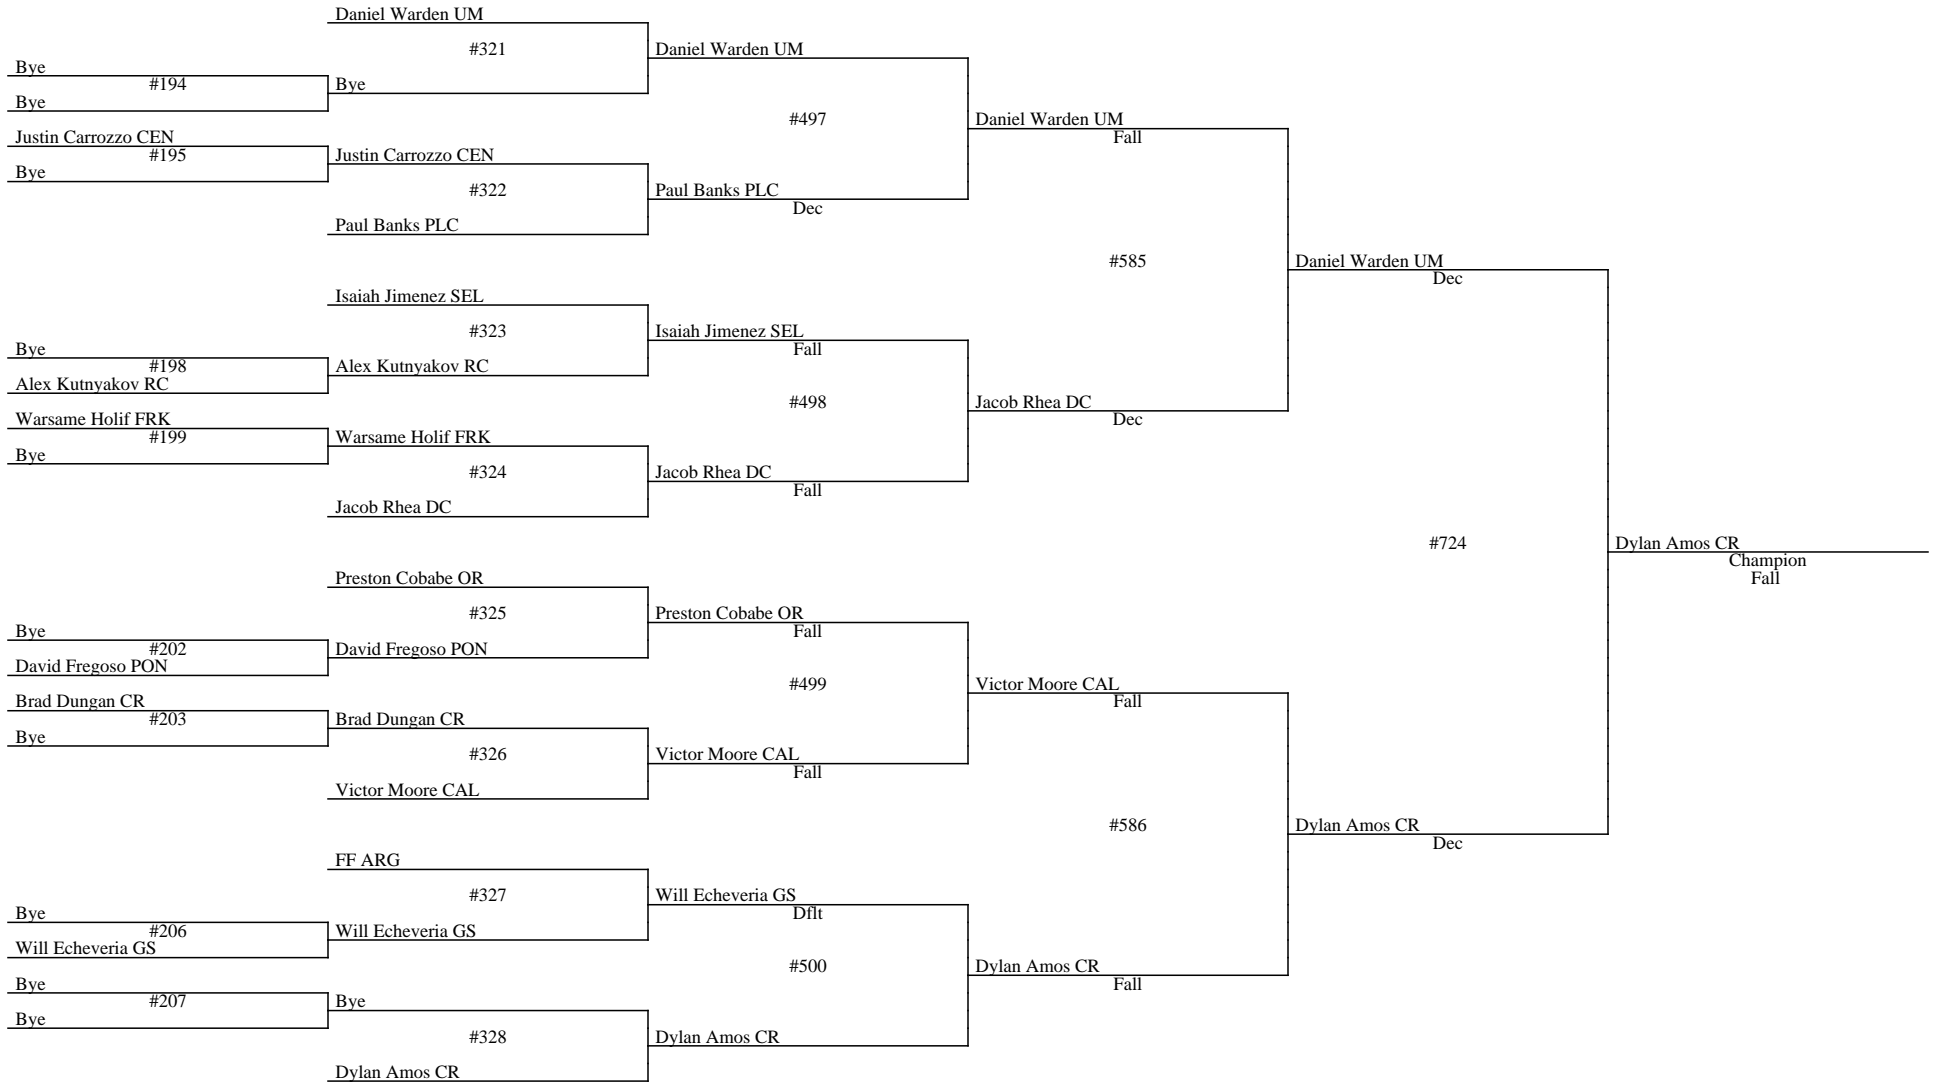 Daniel Warden UM
#321
Daniel Warden UM
Bye
#194
Bye
Bye
#497
Daniel Warden UM
Fall
Justin Carrozzo CEN
#195
Justin Carrozzo CEN
Bye
#322
Paul Banks PLC
Dec
Paul Banks PLC
#585
Daniel Warden UM
Dec
Isaiah Jimenez SEL
#323
Isaiah Jimenez SEL
Fall
Bye
#198
Alex Kutnyakov RC
Alex Kutnyakov RC
#498
Jacob Rhea DC
Dec
Warsame Holif FRK
#199
Warsame Holif FRK
Bye
#324
Jacob Rhea DC
Fall
Jacob Rhea DC
#724
Dylan Amos CR
Champion
Fall
Preston Cobabe OR
#325
Preston Cobabe OR
Fall
Bye
#202
David Fregoso PON
David Fregoso PON
#499
Victor Moore CAL
Fall
Brad Dungan CR
#203
Brad Dungan CR
Bye
#326
Victor Moore CAL
Fall
Victor Moore CAL
#586
Dylan Amos CR
Dec
FF ARG
#327
Will Echeveria GS
Dflt
Bye
#206
Will Echeveria GS
Will Echeveria GS
#500
Dylan Amos CR
Fall
Bye
#207
Bye
Bye
#328
Dylan Amos CR
Dylan Amos CR